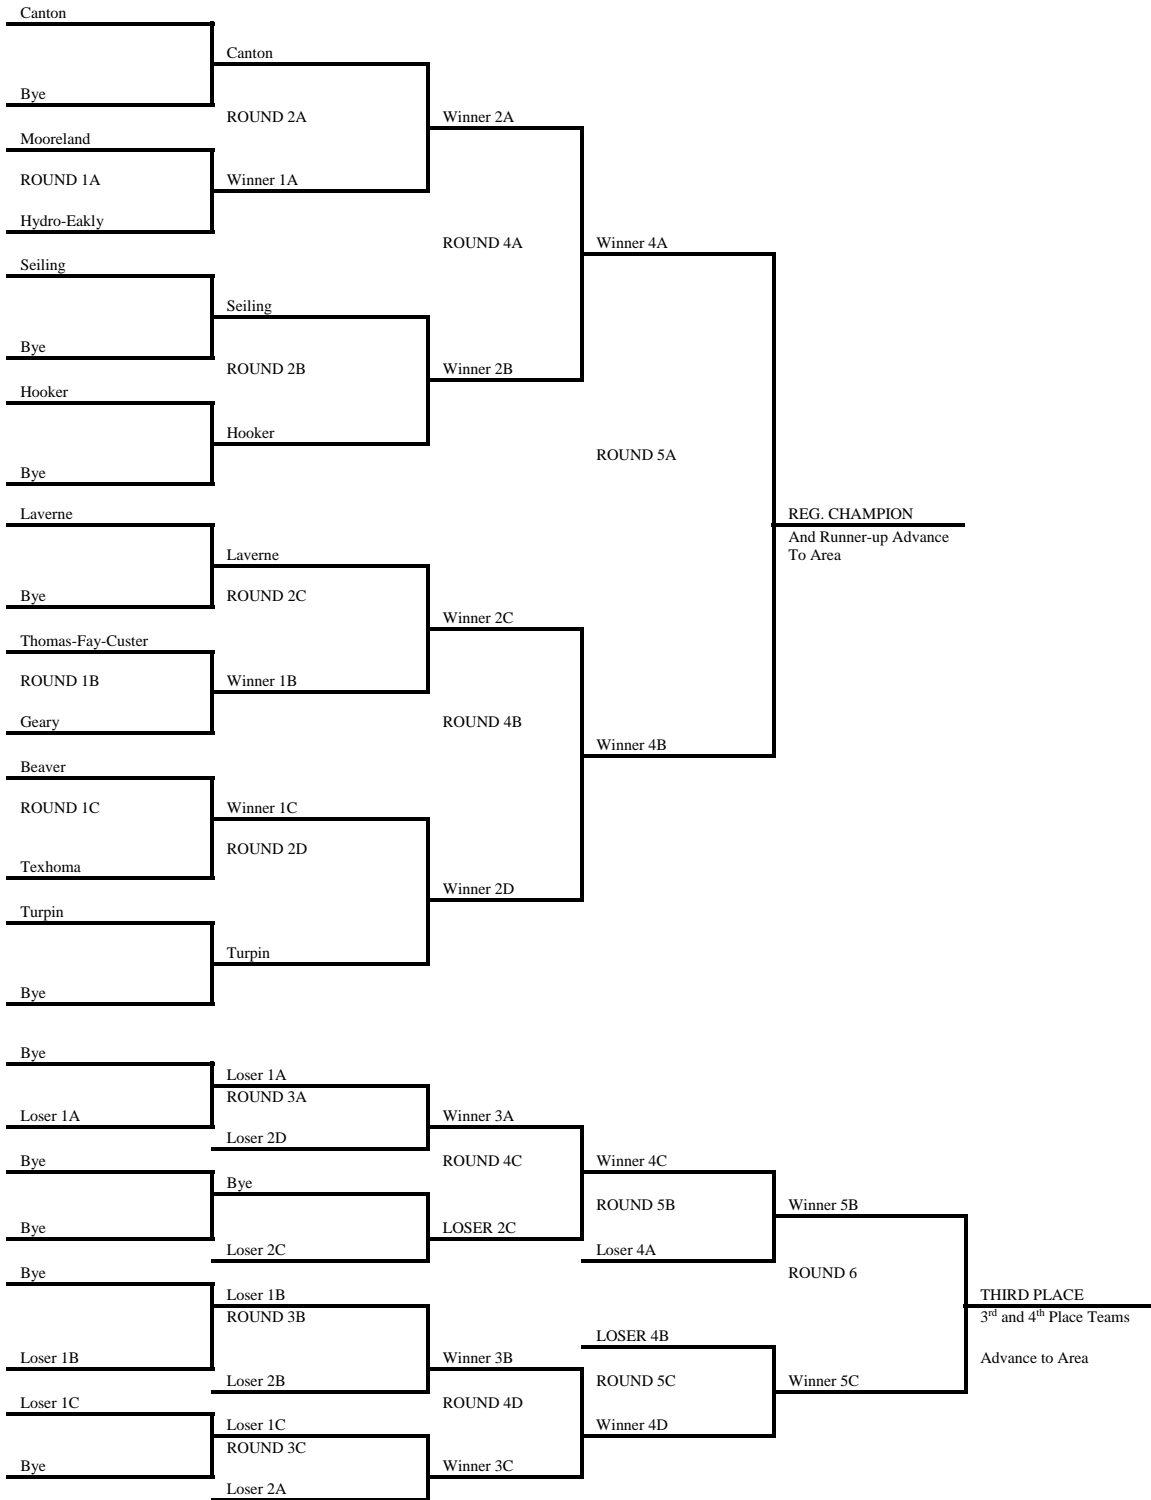 Canton
Canton
Bye
ROUND 2A
Winner 2A
Mooreland
ROUND 1A
Winner 1A
Hydro-Eakly
ROUND 4A
Winner 4A
Seiling
Seiling
Bye
ROUND 2B
Winner 2B
Hooker
Hooker
ROUND 5A
Bye
Laverne
REG. CHAMPION
And Runner-up Advance
To Area
Laverne
Bye
ROUND 2C
Winner 2C
Thomas-Fay-Custer
ROUND 1B
Winner 1B
Geary
ROUND 4B
Winner 4B
Beaver
ROUND 1C
Winner 1C
ROUND 2D
Texhoma
Winner 2D
Turpin
Turpin
Bye
Bye
Loser 1A
ROUND 3A
Loser 1A
Winner 3A
Loser 2D
Bye
ROUND 4C
Winner 4C
Bye
ROUND 5B
Winner 5B
Bye
LOSER 2C
Loser 2C
Loser 4A
Bye
ROUND 6
Loser 1B
THIRD PLACE
ROUND 3B
3rd and 4th Place Teams
LOSER 4B
Loser 1B
Winner 3B
Advance to Area
Loser 2B
ROUND 5C
Winner 5C
Loser 1C
ROUND 4D
Loser 1C
Winner 4D
ROUND 3C
Bye
Winner 3C
Loser 2A